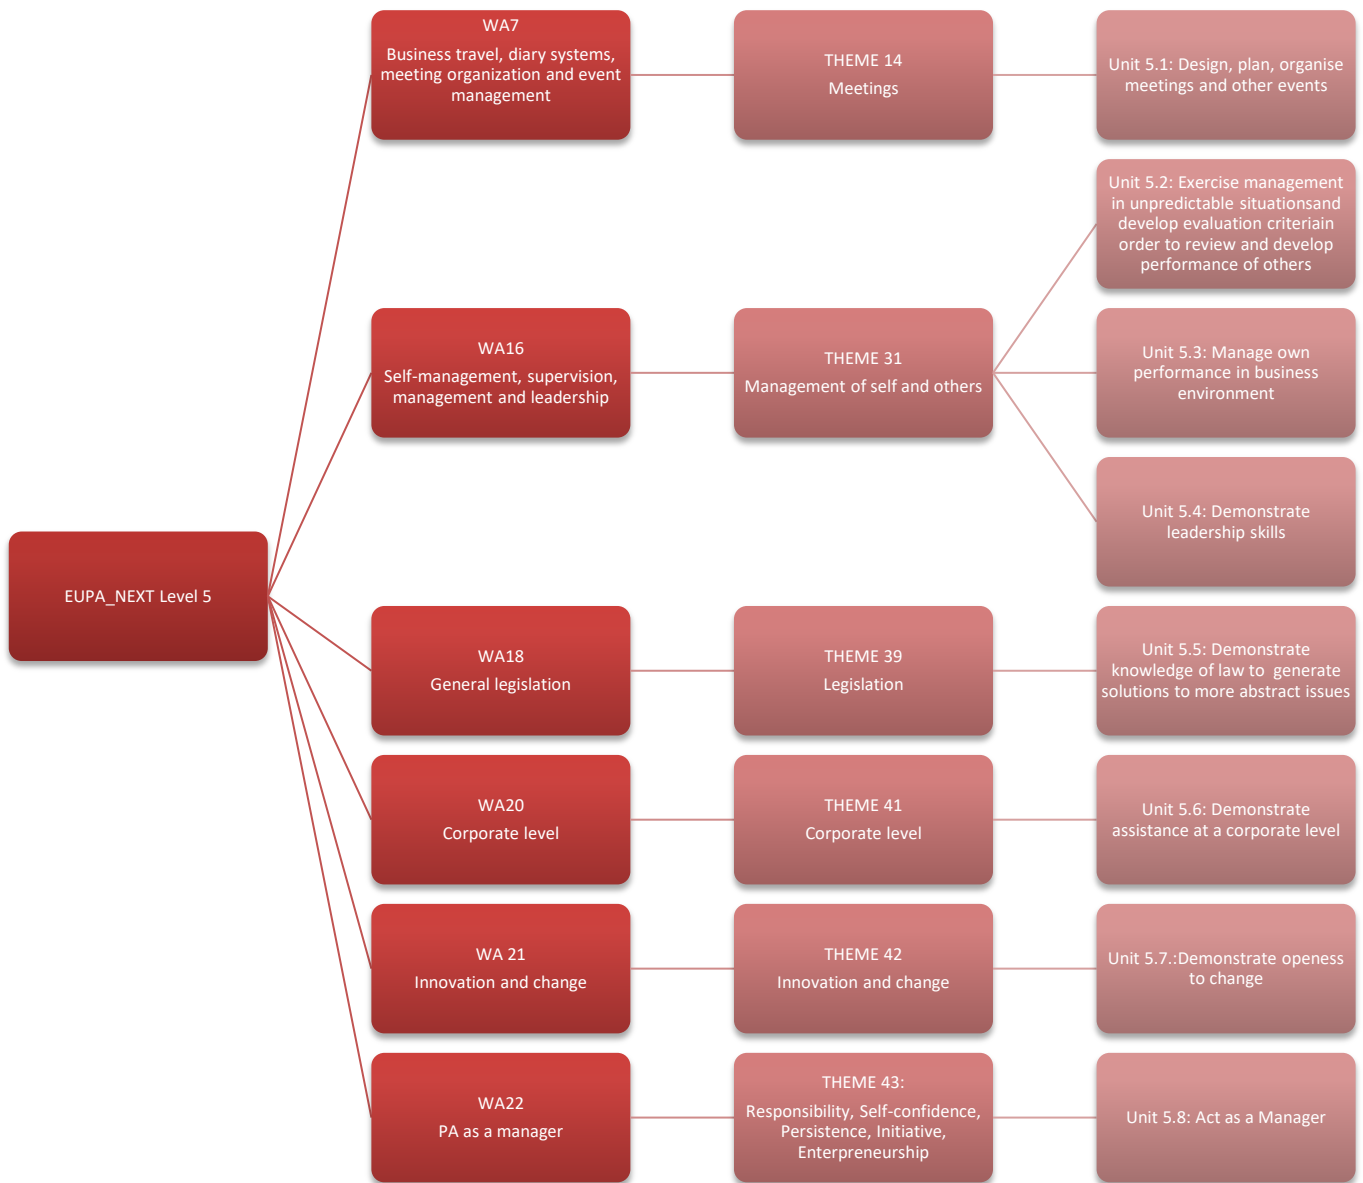 WA7
Business travel, diary systems,
meeting organization and event
management
THEME 14
Meetings
Unit 5.1: Design, plan, organise
meetings and other events
Unit 5.2: Exercise management
in unpredictable situationsand
develop evaluation criteriain
order to review and develop
performance of others
WA16
Self-management, supervision,
management and leadership
THEME 31
Management of self and others
Unit 5.3: Manage own
performance in business
environment
Unit 5.4: Demonstrate
leadership skills
EUPA_NEXT Level 5
WA18
General legislation
THEME 39
Legislation
Unit 5.5: Demonstrate
knowledge of law to  generate
solutions to more abstract issues
WA20
Corporate level
THEME 41
Corporate level
Unit 5.6: Demonstrate
assistance at a corporate level
WA 21
Innovation and change
THEME 42
Innovation and change
Unit 5.7.:Demonstrate openess
to change
WA22
PA as a manager
THEME 43:
Responsibility, Self-confidence,
Persistence, Initiative,
Enterpreneurship
Unit 5.8: Act as a Manager